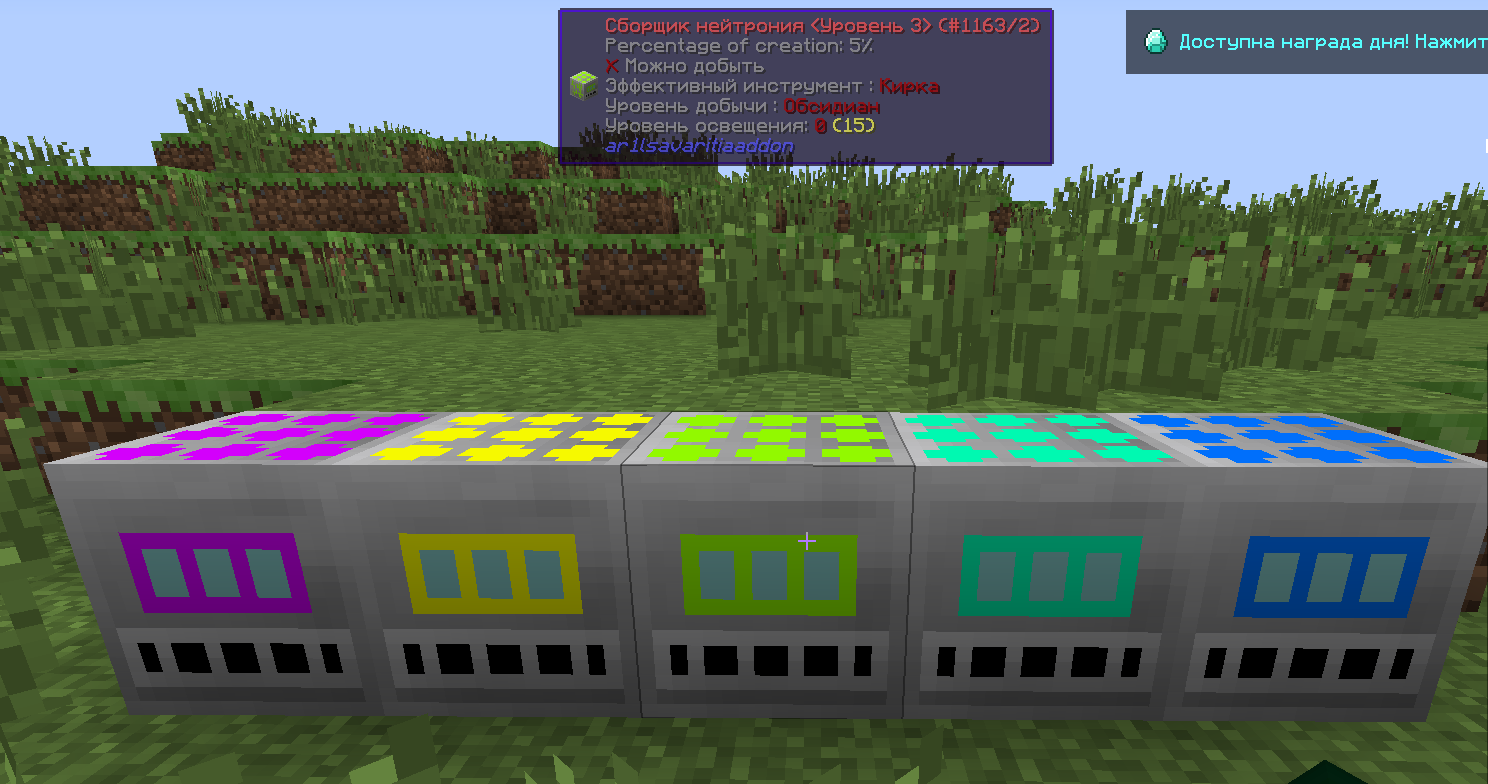 Сборщик нейтрония <Уровень 3> (#1163/2)
Percentage of creation: 5%
X Можно добыть
Эффективный инструмент : Кирка
Уровень добычи : Обсидиан
Уровень освещения: 0 (15)
arilsavaritiaaddon
Доступна награда дня! Нажмит